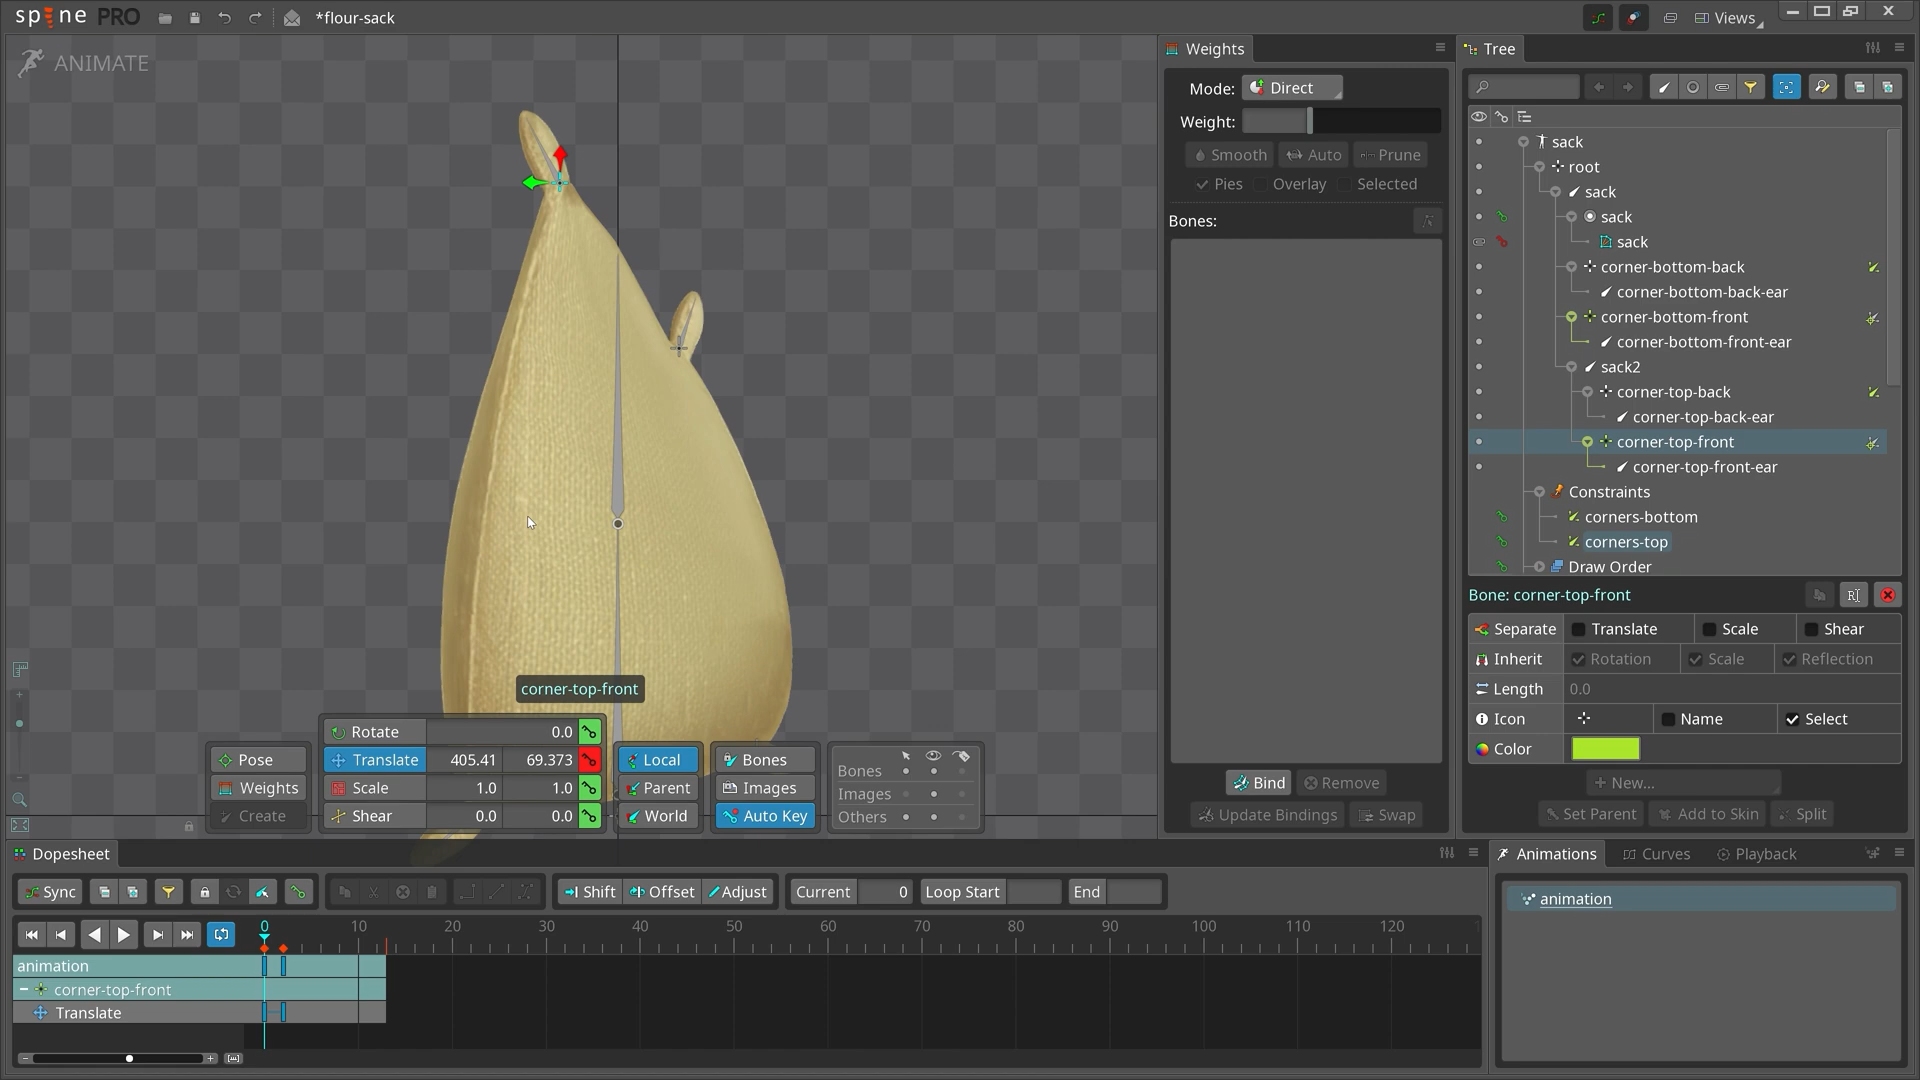 spine PRO
*flour-sack
Views
ANIMATE
corner-top-front
Pose
Weights
Create
Rotate 0.0
Translate 405.41 69.373
Scale 1.0 1.0
Shear 0.0 0.0
Local
Parent
World
Bones
Images
Auto Key
Bones
Images
Others
Weights
Mode: Direct
Weight:
Smooth Auto Prune
Pies Overlay Selected
Bones:
Bind Remove
Update Bindings Swap
Tree
sack
root
sack
sack
sack
corner-bottom-back
corner-bottom-back-ear
corner-bottom-front
corner-bottom-front-ear
sack2
corner-top-back
corner-top-back-ear
corner-top-front
corner-top-front-ear
Constraints
corners-bottom
corners-top
Draw Order
Bone: corner-top-front
Separate Translate Scale Shear
Inherit Rotation Scale Reflection
Length 0.0
Icon Name Select
Color
+ New...
Set Parent Add to Skin Split
Dopesheet
Sync Shift Offset Adjust Current 0 Loop Start End
0 10 20 30 40 50 60 70 80 90 100 110 120
animation
corner-top-front
Translate
Animations Curves Playback
animation